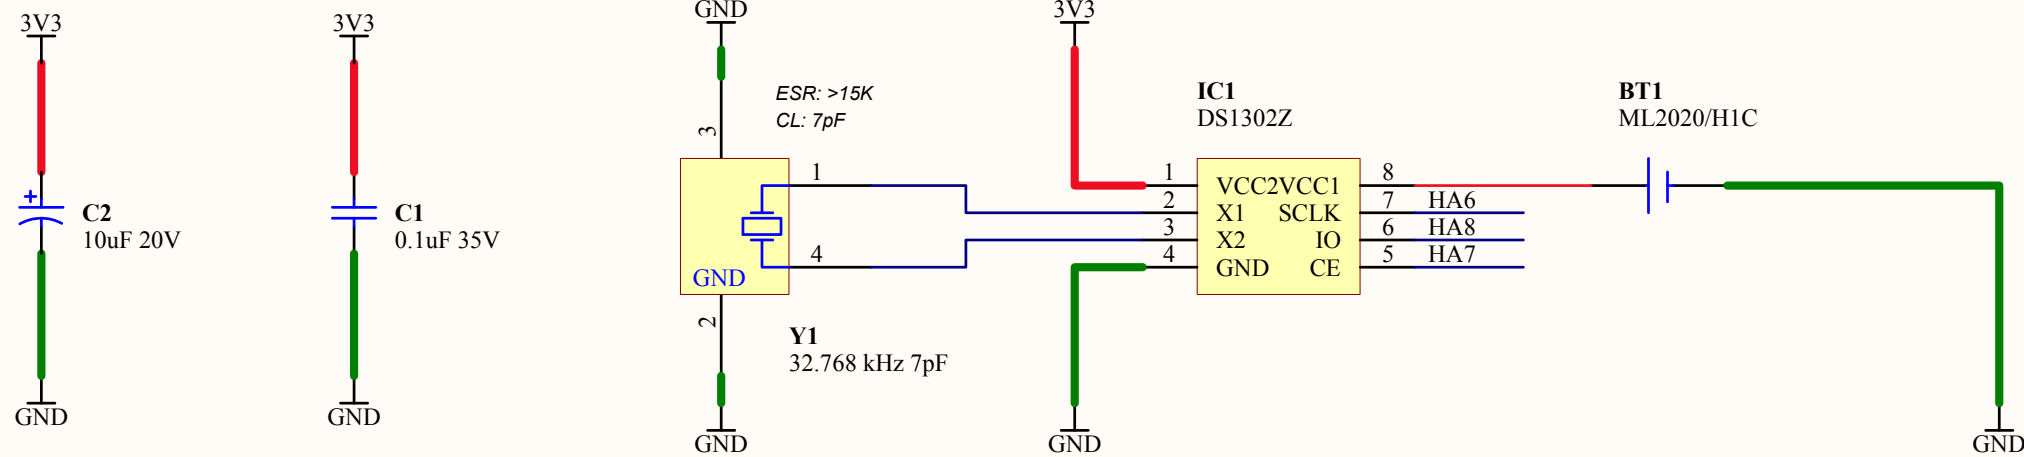 3V3
C2
10uF 20V
GND
3V3
C1
0.1uF 35V
GND
GND
3
ESR: >15K
CL: 7pF
1
4
GND
2
Y1
32.768 kHz 7pF
GND
3V3
IC1
DS1302Z
1 VCC2VCC1 8
2 X1 SCLK 7 HA6
3 X2 IO 6 HA8
4 GND CE 5 HA7
GND
BT1
ML2020/H1C
+
GND